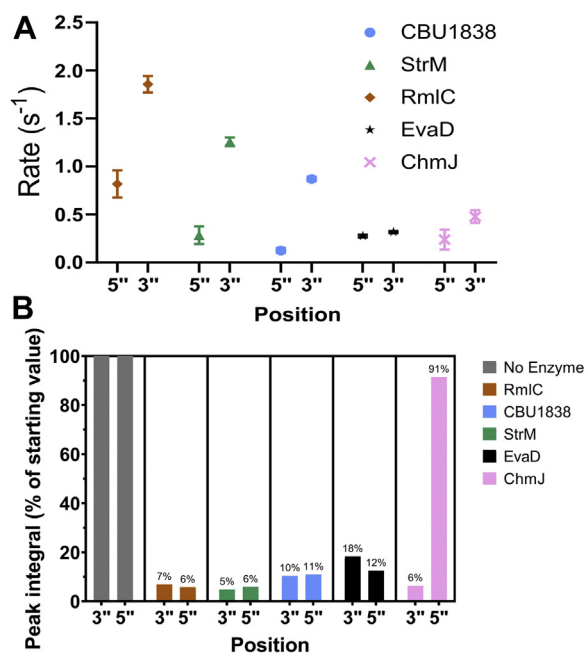 A
2.5
2.0
1.5
1.0
0.5
0.0
Rate (s-1)
CBU1838
StrM
RmlC
EvaD
ChmJ
5" 3" 5" 3" 5" 3" 5" 3" 5" 3"
Position
B
Peak integral (% of starting value)
100
80
60
40
20
0
7% 6% 5% 6% 10% 11% 18% 12% 6% 91%
3" 5" 3" 5" 3" 5" 3" 5" 3" 5" 3" 5"
Position
No Enzyme
RmlC
CBU1838
StrM
EvaD
ChmJ